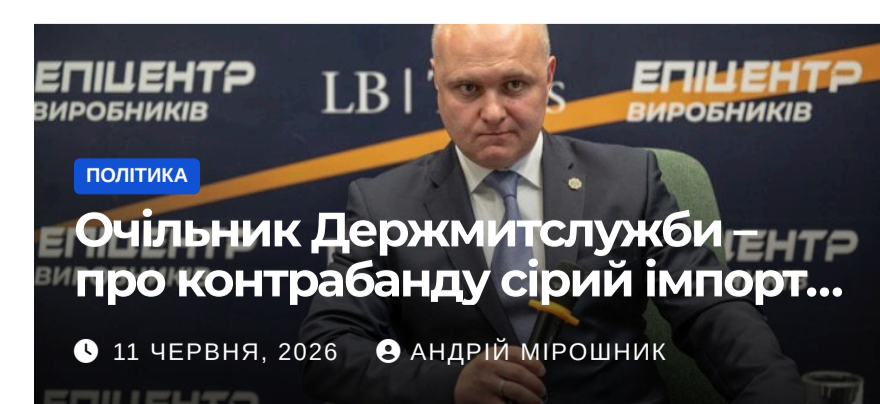 ЕПІЦЕНТР
ВИРОБНИКІВ
LB |
ЕПІЦЕНТР
ВИРОБНИКІВ
ПОЛІТИКА
Очільник Держмитслужби –
про контрабанду сірий імпорт...
11 ЧЕРВНЯ, 2026
АНДРІЙ МІРОШНИК